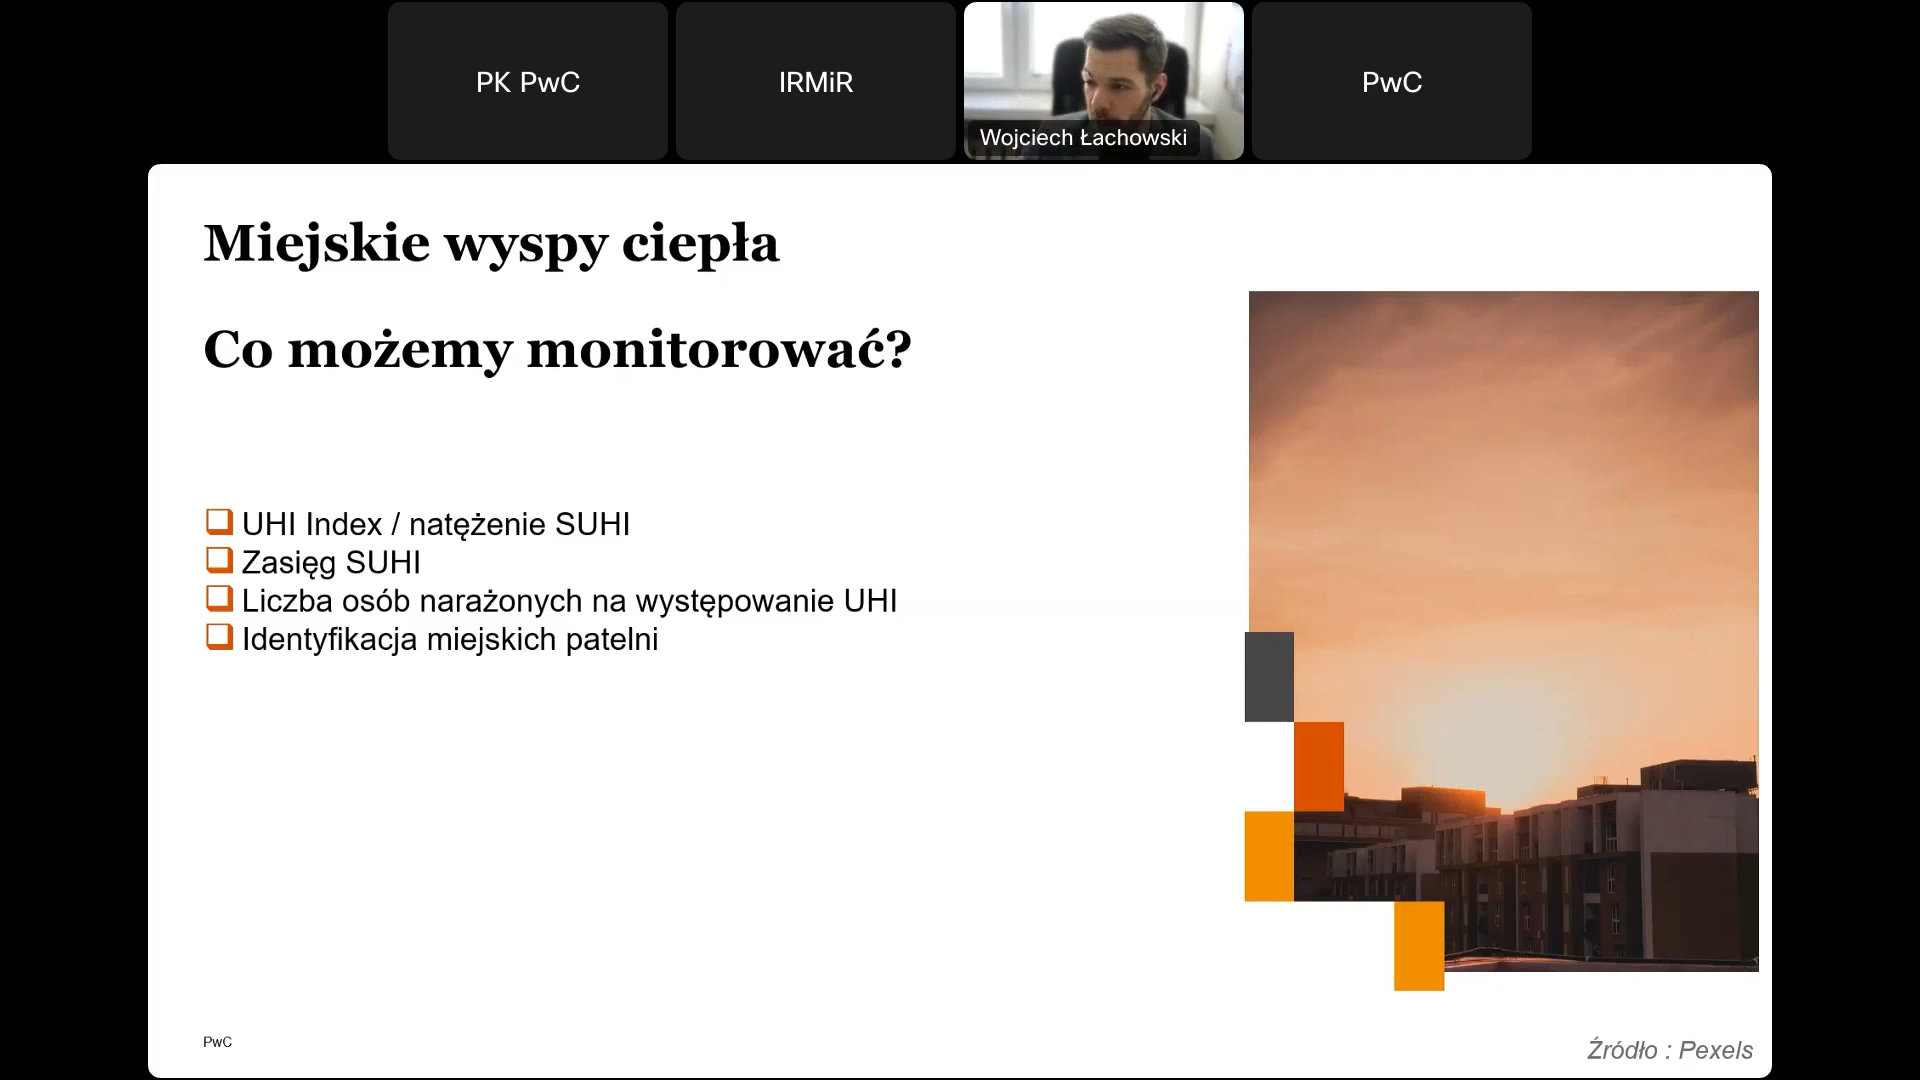 PK PwC
IRMiR
Wojciech Łachowski
PwC
Miejskie wyspy ciepła
Co możemy monitorować?
UHI Index / natężenie SUHI
Zasięg SUHI
Liczba osób narażonych na występowanie UHI
Identyfikacja miejskich patelni
PwC
Źródło : Pexels